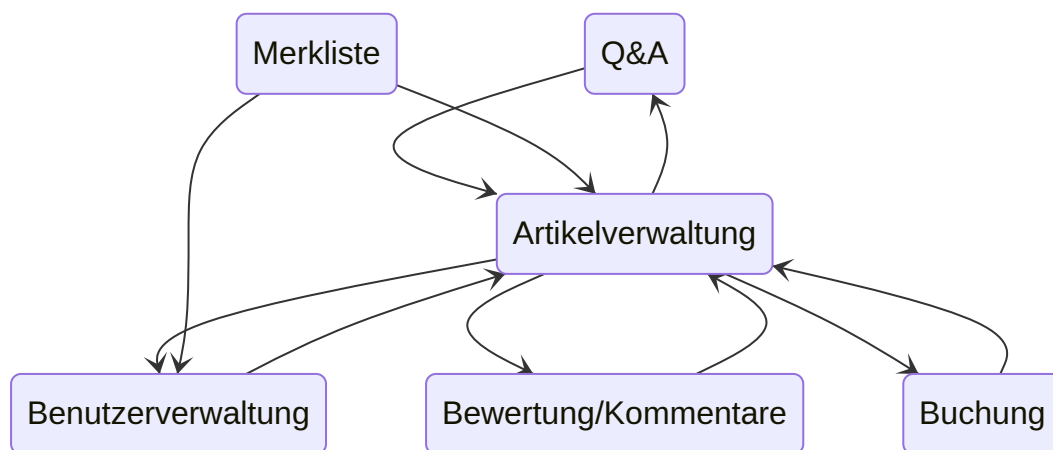 Merkliste
Q&A
Artikelverwaltung
Benutzerverwaltung
Bewertung/Kommentare
Buchung